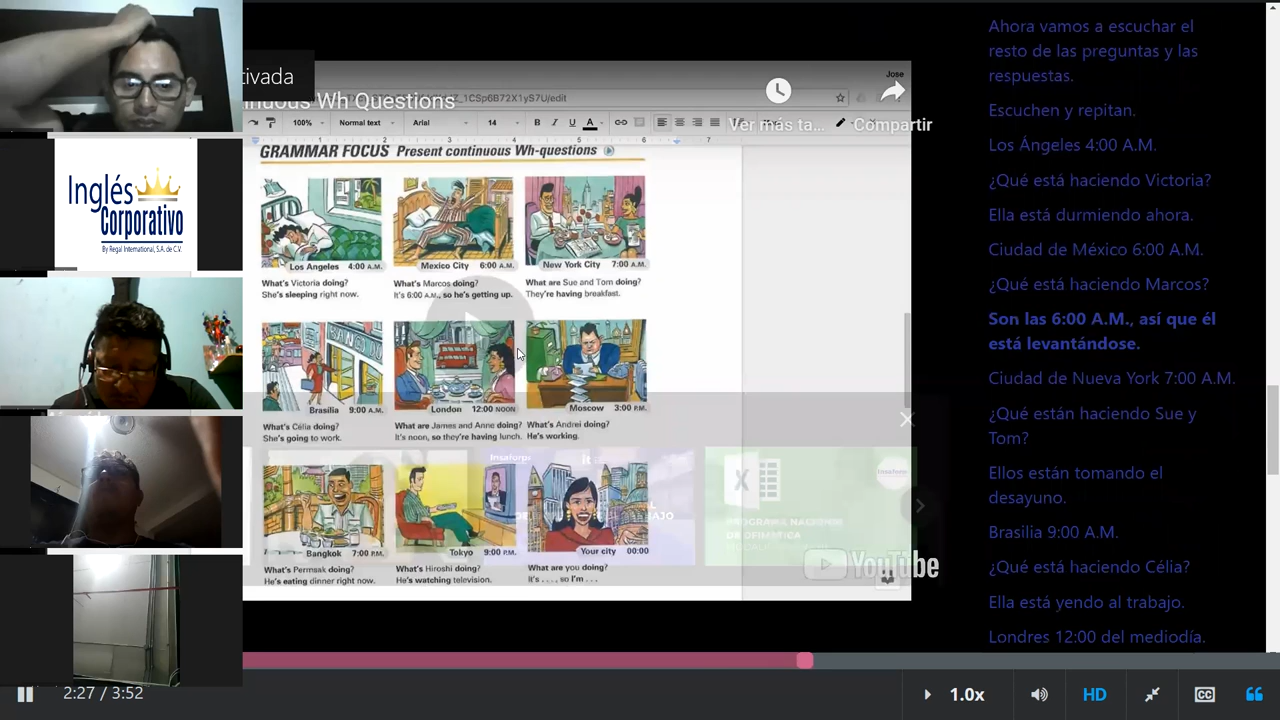 tivada
nuous Wh Questions
Jose
_1CSp6B72X1yS7U/edit
100%
Normal text
Arial
14
B I U A
Ver más ta...
Compartir
5 6 7
GRAMMAR FOCUS Present continuous Wh-questions
Los Angeles 4:00 A.M.
What's Victoria doing?
She's sleeping right now.
Mexico City 6:00 A.M.
What's Marcos doing?
It's 6:00 A.M., so he's getting up.
New York City 7:00 A.M.
What are Sue and Tom doing?
They're having breakfast.
Brasília 9:00 A.M.
What's Célia doing?
She's going to work.
London 12:00 NOON
What are James and Anne doing?
It's noon, so they're having lunch.
Moscow 3:00 P.M.
What's Andrei doing?
He's working.
Bangkok 7:00 P.M.
What's Permsak doing?
He's eating dinner right now.
Tokyo 9:00 P.M.
What's Hiroshi doing?
He's watching television.
Your city 00:00
What are you doing?
It's . . . , so I'm . . .
YouTube
Inglés
Corporativo
By Regal International, S.A. de C.V.
Ahora vamos a escuchar el
resto de las preguntas y las
respuestas.
Escuchen y repitan.
Los Ángeles 4:00 A.M.
¿Qué está haciendo Victoria?
Ella está durmiendo ahora.
Ciudad de México 6:00 A.M.
¿Qué está haciendo Marcos?
Son las 6:00 A.M., así que él
está levantándose.
Ciudad de Nueva York 7:00 A.M.
¿Qué están haciendo Sue y
Tom?
Ellos están tomando el
desayuno.
Brasilia 9:00 A.M.
¿Qué está haciendo Célia?
Ella está yendo al trabajo.
Londres 12:00 del mediodía.
2:27 / 3:52
1.0x
HD
CC